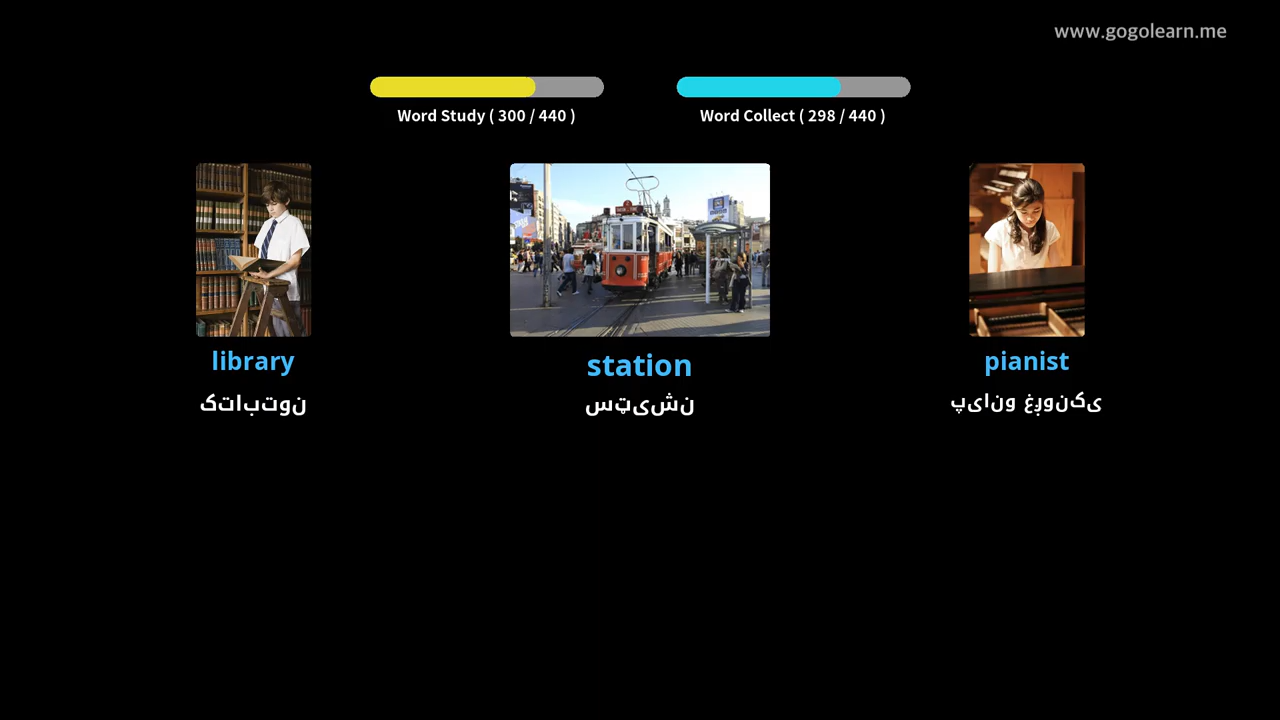 www.gogolearn.me
Word Study ( 300 / 440 )
Word Collect ( 298 / 440 )
library
station
pianist
کتابتون
سټیشن
پیانو غږونکی